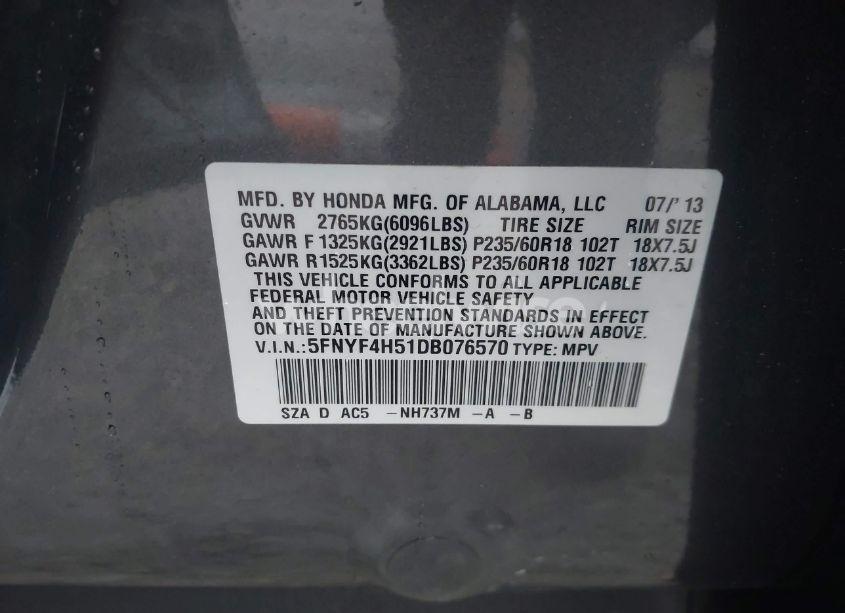 MFD. BY HONDA MFG. OF ALABAMA, LLC 07/'13
GVWR 2765KG(6096LBS) TIRE SIZE RIM SIZE
GAWR F 1325KG(2921LBS) P235/60R18 102T 18X7.5J
GAWR R1525KG(3362LBS) P235/60R18 102T 18X7.5J
THIS VEHICLE CONFORMS TO ALL APPLICABLE
FEDERAL MOTOR VEHICLE SAFETY
AND THEFT PREVENTION STANDARDS IN EFFECT
ON THE DATE OF MANUFACTURE SHOWN ABOVE.
V.I.N.:5FNYF4H51DB076570 TYPE: MPV
SZA D AC5 -NH737M -A -B